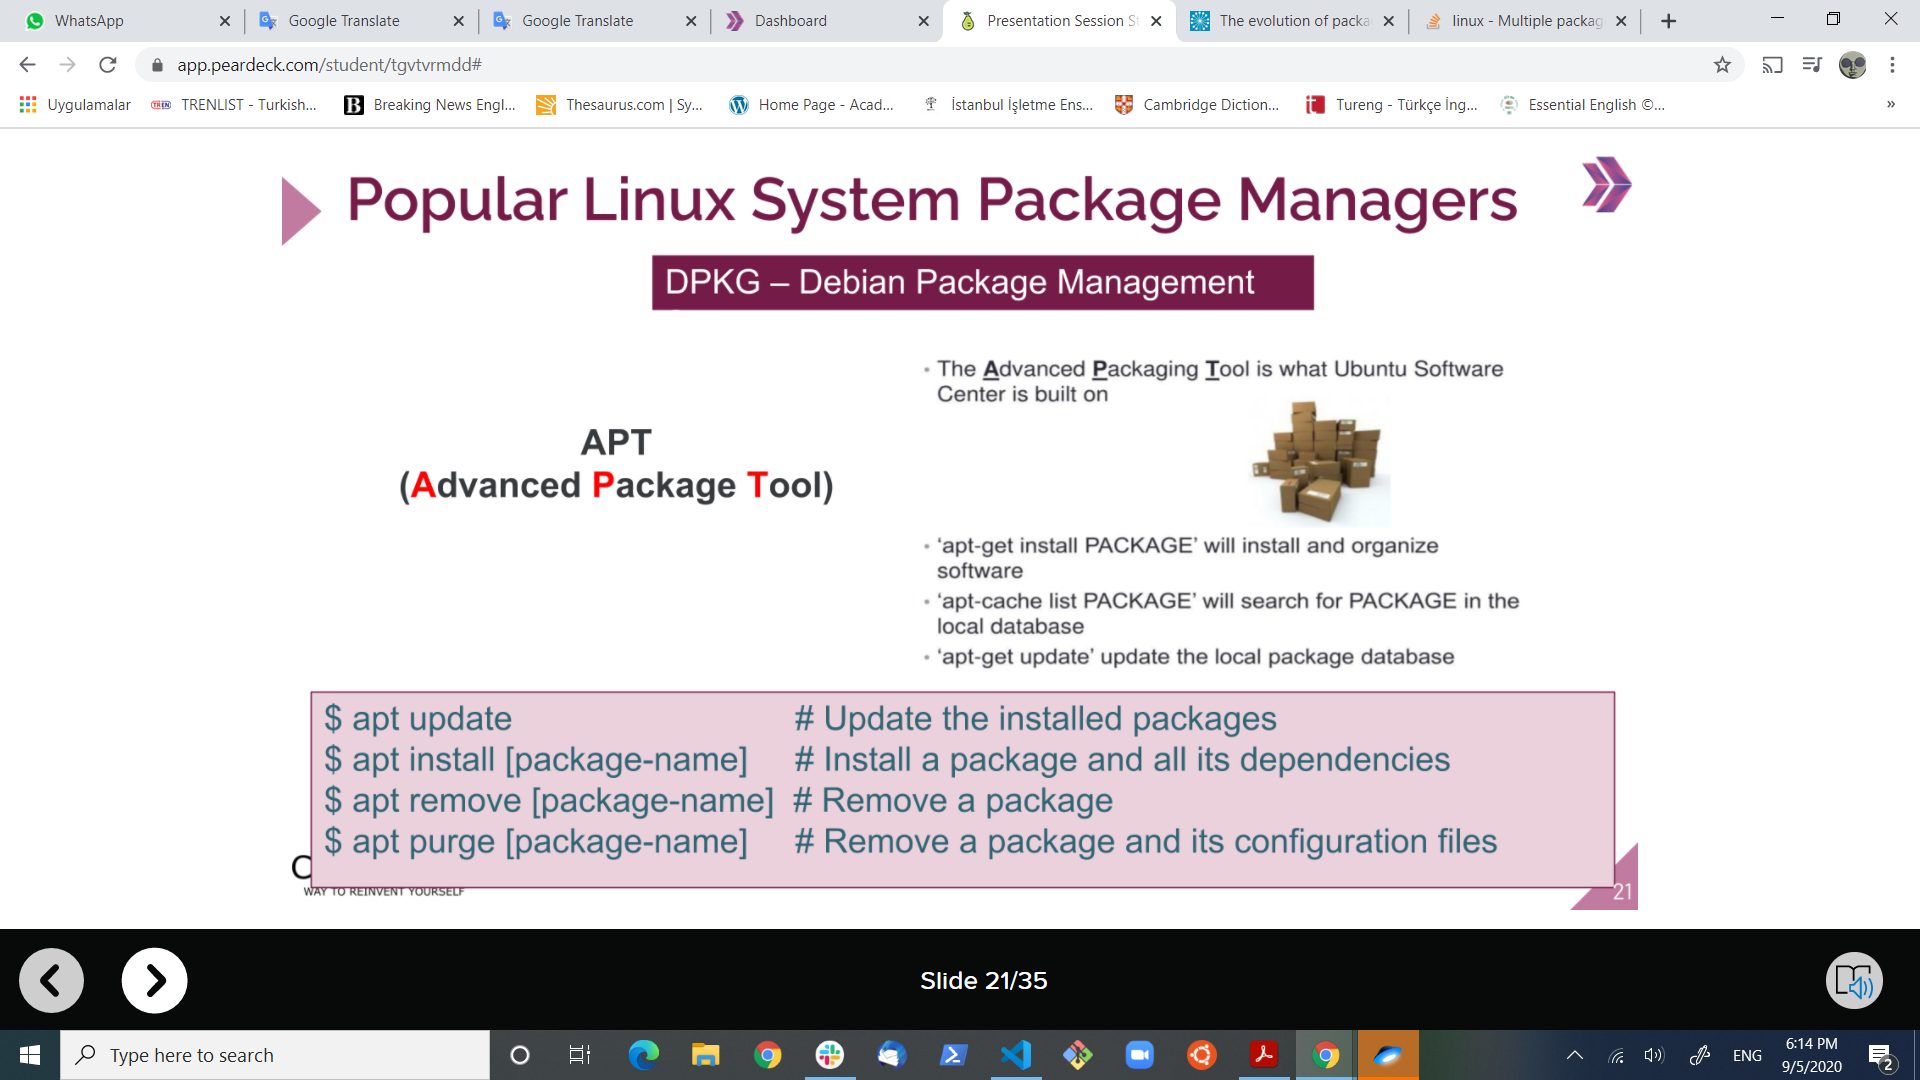 WhatsApp
Google Translate
Google Translate
Dashboard
Presentation Session St
The evolution of packa
linux - Multiple packag
app.peardeck.com/student/tgvtvrmdd#
Uygulamalar
TREN
TRENLIST - Turkish...
B
Breaking News Engl...
Thesaurus.com | Sy...
Home Page - Acad...
İstanbul İşletme Ens...
Cambridge Diction...
Tureng - Türkçe İng...
Essential English ©...
»
Popular Linux System Package Managers
DPKG – Debian Package Management
• The Advanced Packaging Tool is what Ubuntu Software
Center is built on
APT
(Advanced Package Tool)
• ‘apt-get install PACKAGE’ will install and organize
software
• ‘apt-cache list PACKAGE’ will search for PACKAGE in the
local database
• ‘apt-get update’ update the local package database
$ apt update # Update the installed packages
$ apt install [package-name] # Install a package and all its dependencies
$ apt remove [package-name] # Remove a package
$ apt purge [package-name] # Remove a package and its configuration files
WAY TO REINVENT YOURSELF
21
Slide 21/35
Type here to search
ENG
6:14 PM
9/5/2020
2